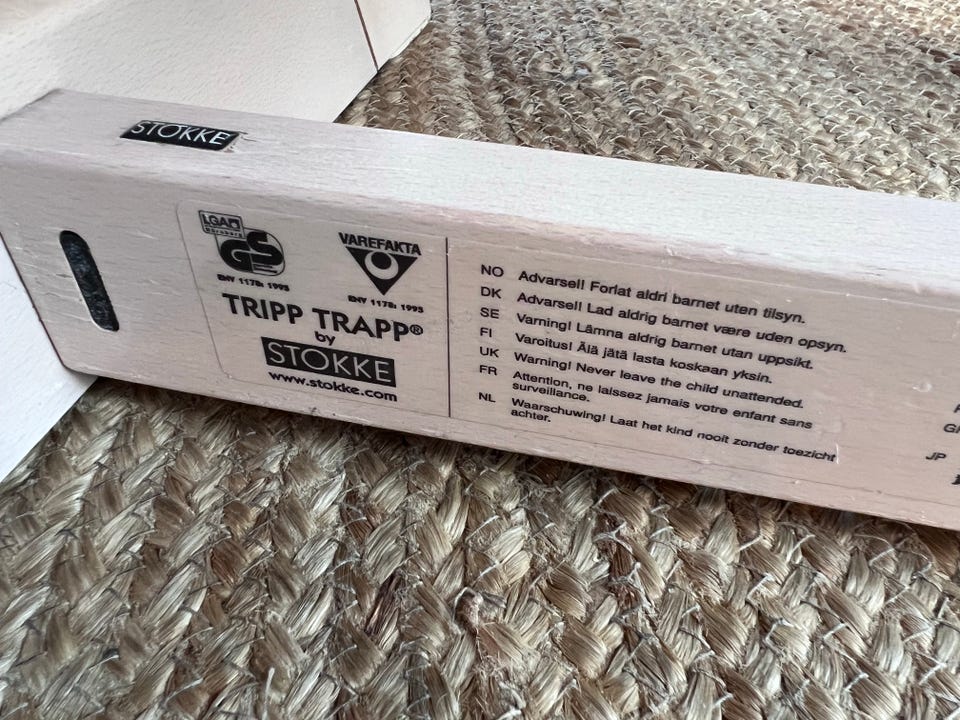 STOKKE
LGA
Nürnberg
GS
ENV 1178: 1995
VAREFAKTA
ENV 1178: 1995
TRIPP TRAPP®
by
STOKKE
www.stokke.com
NO Advarsel! Forlat aldri barnet uten tilsyn.
DK Advarsel! Lad aldrig barnet være uden opsyn.
SE Varning! Lämna aldrig barnet utan uppsikt.
FI Varoitus! Älä jätä lasta koskaan yksin.
UK Warning! Never leave the child unattended.
FR Attention, ne laissez jamais votre enfant sans
surveillance.
NL Waarschuwing! Laat het kind nooit zonder toezicht
achter.
JP